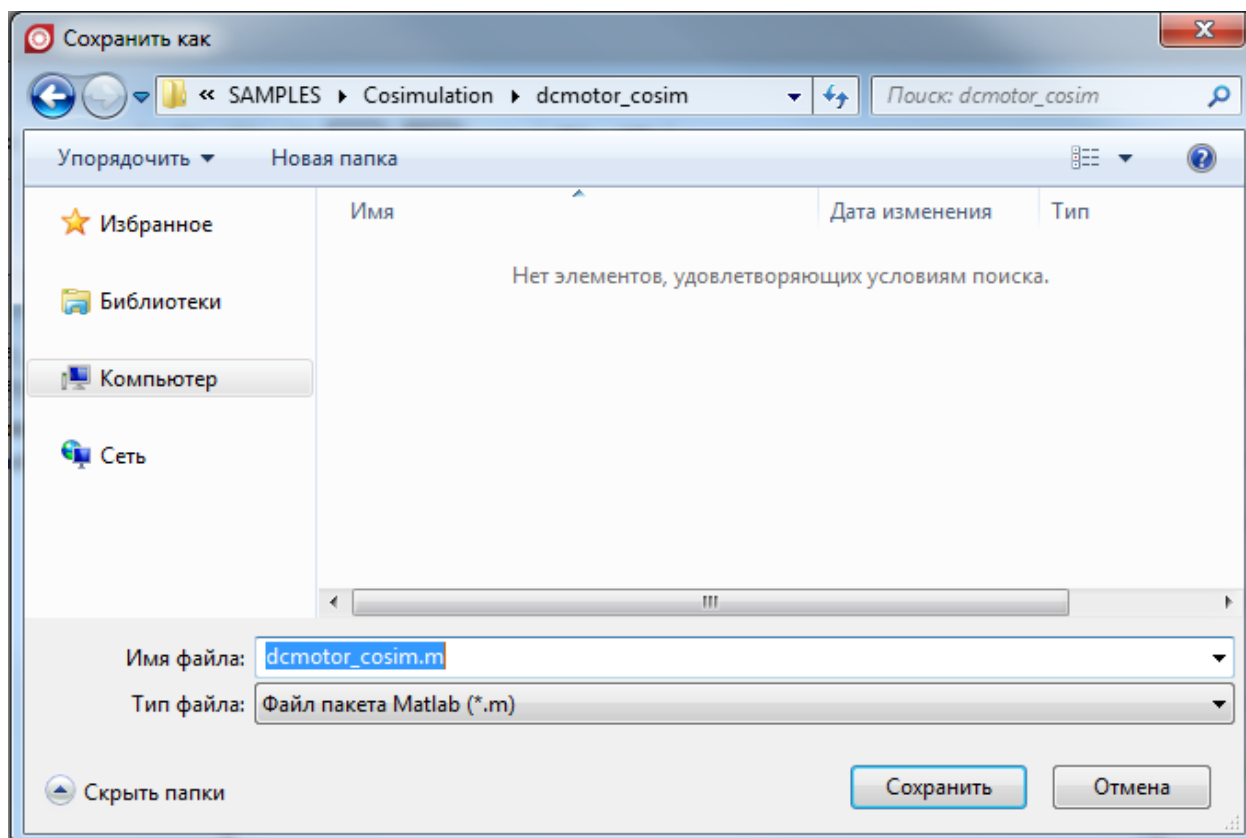 Сохранить как
x
« SAMPLES Cosimulation dcmotor_cosim Поиск: dcmotor_cosim
Упорядочить Новая папка
Имя Дата изменения Тип
Избранное
Нет элементов, удовлетворяющих условиям поиска.
Библиотеки
Компьютер
Сеть
Имя файла: dcmotor_cosim.m
Тип файла: Файл пакета Matlab (*.m)
Скрыть папки Сохранить Отмена